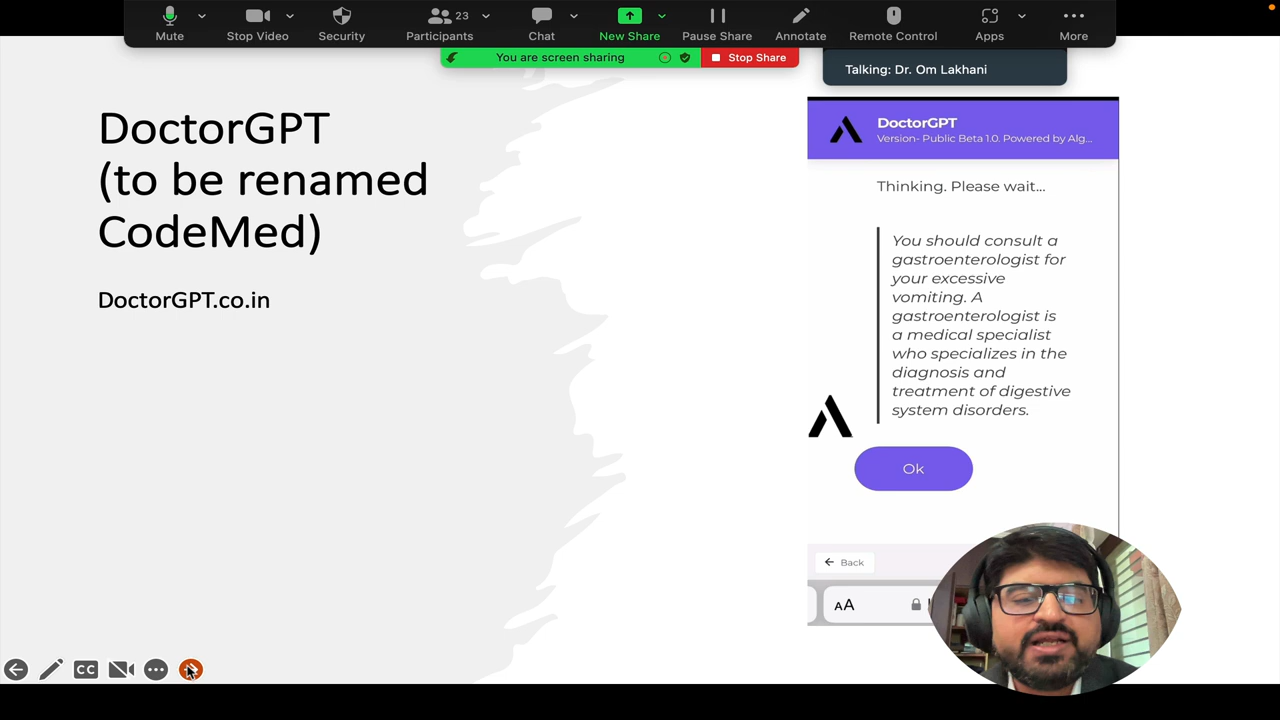 23
Mute
Stop Video
Security
Participants
Chat
New Share
Pause Share
Annotate
Remote Control
Apps
More
You are screen sharing
Stop Share
Talking: Dr. Om Lakhani
DoctorGPT
(to be renamed
CodeMed)
DoctorGPT.co.in
DoctorGPT
Version- Public Beta 1.0. Powered by Alg...
Thinking. Please wait...
You should consult a
gastroenterologist for
your excessive
vomiting. A
gastroenterologist is
a medical specialist
who specializes in the
diagnosis and
treatment of digestive
system disorders.
Ok
Back
AA
CC